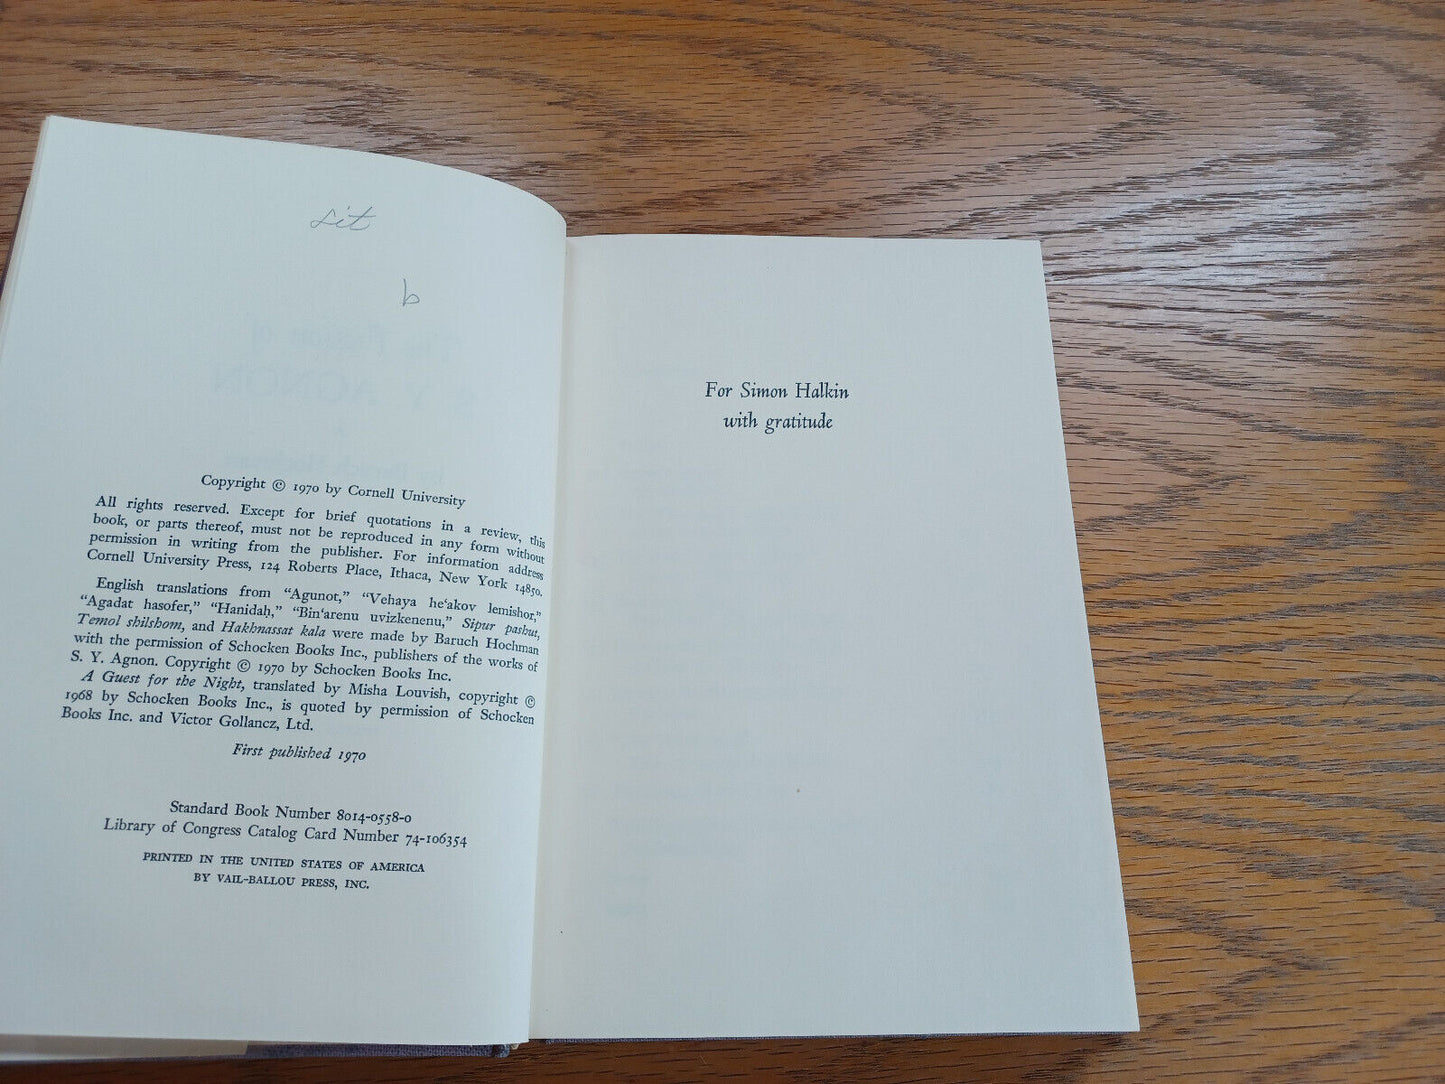 Lit
b
Copyright © 1970 by Cornell University
All rights reserved. Except for brief quotations in a review, this
book, or parts thereof, must not be reproduced in any form without
permission in writing from the publisher. For information address
Cornell University Press, 124 Roberts Place, Ithaca, New York 14850.
English translations from “Agunot,” “Vehaya he‘akov lemishor,”
“Agadat hasofer,” “Hanidaḥ,” “Bin‘arenu uvizkenenu,” Sipur pashut,
Temol shilshom, and Hakhnassat kala were made by Baruch Hochman
with the permission of Schocken Books Inc., publishers of the works of
S. Y. Agnon. Copyright © 1970 by Schocken Books Inc.
A Guest for the Night, translated by Misha Louvish, copyright ©
1968 by Schocken Books Inc., is quoted by permission of Schocken
Books Inc. and Victor Gollancz, Ltd.
First published 1970
Standard Book Number 8014-0558-0
Library of Congress Catalog Card Number 74-106354
PRINTED IN THE UNITED STATES OF AMERICA
BY VAIL-BALLOU PRESS, INC.
For Simon Halkin
with gratitude